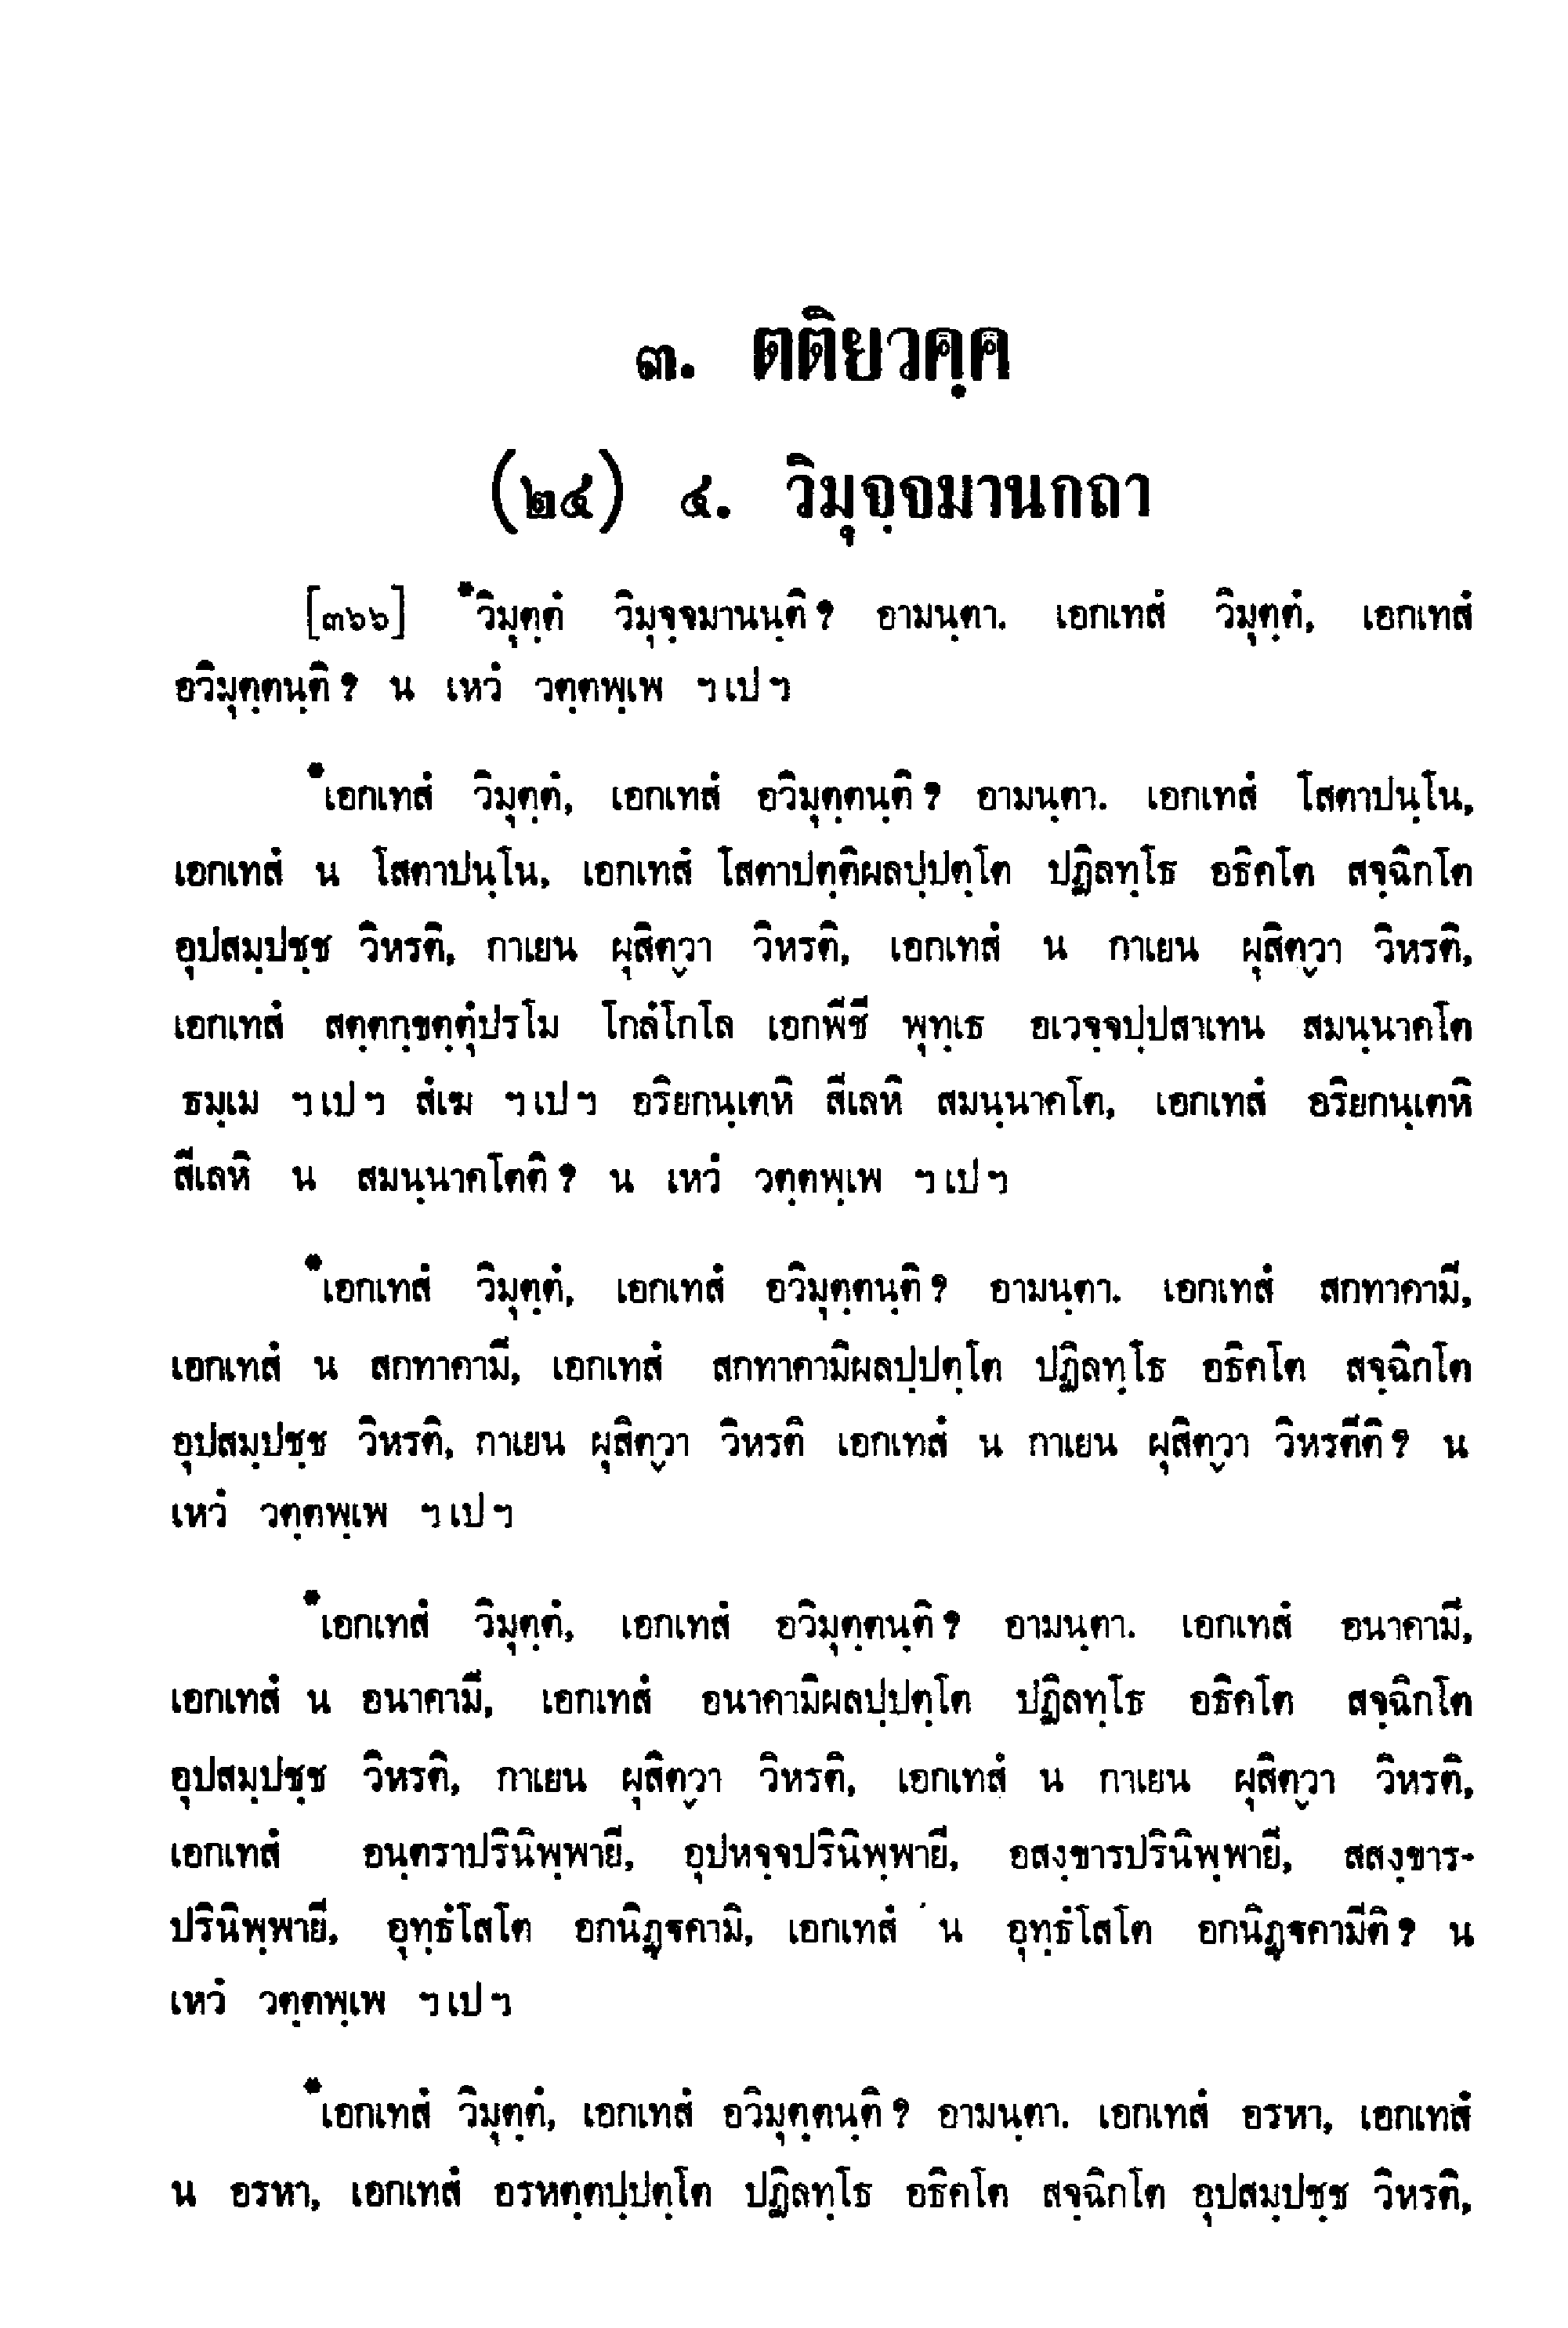 ๓. ตติยวคฺค
(๒๔) ๔. วิมุจฺจมานกถา
[๓๖๖] *วิมุตฺตํ วิมุจฺจมานนฺติ? อามนฺตา. เอกเทสํ วิมุตฺตํ, เอกเทสํ
อวิมุตฺตนฺติ? น เหวํ วตฺตพฺเพ ฯเปฯ
*เอกเทสํ วิมุตฺตํ, เอกเทสํ อวิมุตฺตนฺติ? อามนฺตา. เอกเทสํ โสตาปนฺโน,
เอกเทสํ น โสตาปนฺโน, เอกเทสํ โสตาปตฺติผลปฺปตฺโต ปฏิลทฺโธ อธิคโต สจฺฉิกโต
อุปสมฺปชฺช วิหรติ, กาเยน ผุสิตฺวา วิหรติ, เอกเทสํ น กาเยน ผุสิตฺวา วิหรติ,
เอกเทสํ สตฺตกฺขตฺตุํปรโม โกลํโกโล เอกพีชี พุทฺเธ อเวจฺจปฺปสาเทน สมนฺนาคโต
ธมฺเม ฯเปฯ สํเฆ ฯเปฯ อริยกนฺเตหิ สีเลหิ สมนฺนาคโต, เอกเทสํ อริยกนฺเตหิ
สีเลหิ น สมนฺนาคโตติ? น เหวํ วตฺตพฺเพ ฯเปฯ
*เอกเทสํ วิมุตฺตํ, เอกเทสํ อวิมุตฺตนฺติ? อามนฺตา. เอกเทสํ สกทาคามี,
เอกเทสํ น สกทาคามี, เอกเทสํ สกทาคามิผลปฺปตฺโต ปฏิลทฺโธ อธิคโต สจฺฉิกโต
อุปสมฺปชฺช วิหรติ, กาเยน ผุสิตฺวา วิหรติ เอกเทสํ น กาเยน ผุสิตฺวา วิหรตีติ? น
เหวํ วตฺตพฺเพ ฯเปฯ
*เอกเทสํ วิมุตฺตํ, เอกเทสํ อวิมุตฺตนฺติ? อามนฺตา. เอกเทสํ อนาคามี,
เอกเทสํ น อนาคามี, เอกเทสํ อนาคามิผลปฺปตฺโต ปฏิลทฺโธ อธิคโต สจฺฉิกโต
อุปสมฺปชฺช วิหรติ, กาเยน ผุสิตฺวา วิหรติ, เอกเทสํ น กาเยน ผุสิตฺวา วิหรติ,
เอกเทสํ อนฺตราปรินิพฺพายี, อุปหจฺจปรินิพฺพายี, อสงฺขารปรินิพฺพายี, สสงฺขาร-
ปรินิพฺพายี, อุทฺธํโสโต อกนิฏฺฐคามิ, เอกเทสํ น อุทฺธํโสโต อกนิฏฺฐคามีติ? น
เหวํ วตฺตพฺเพ ฯเปฯ
*เอกเทสํ วิมุตฺตํ, เอกเทสํ อวิมุตฺตนฺติ? อามนฺตา. เอกเทสํ อรหา, เอกเทสํ
น อรหา, เอกเทสํ อรหตฺตปฺปตฺโต ปฏิลทฺโธ อธิคโต สจฺฉิกโต อุปสมฺปชฺช วิหรติ,